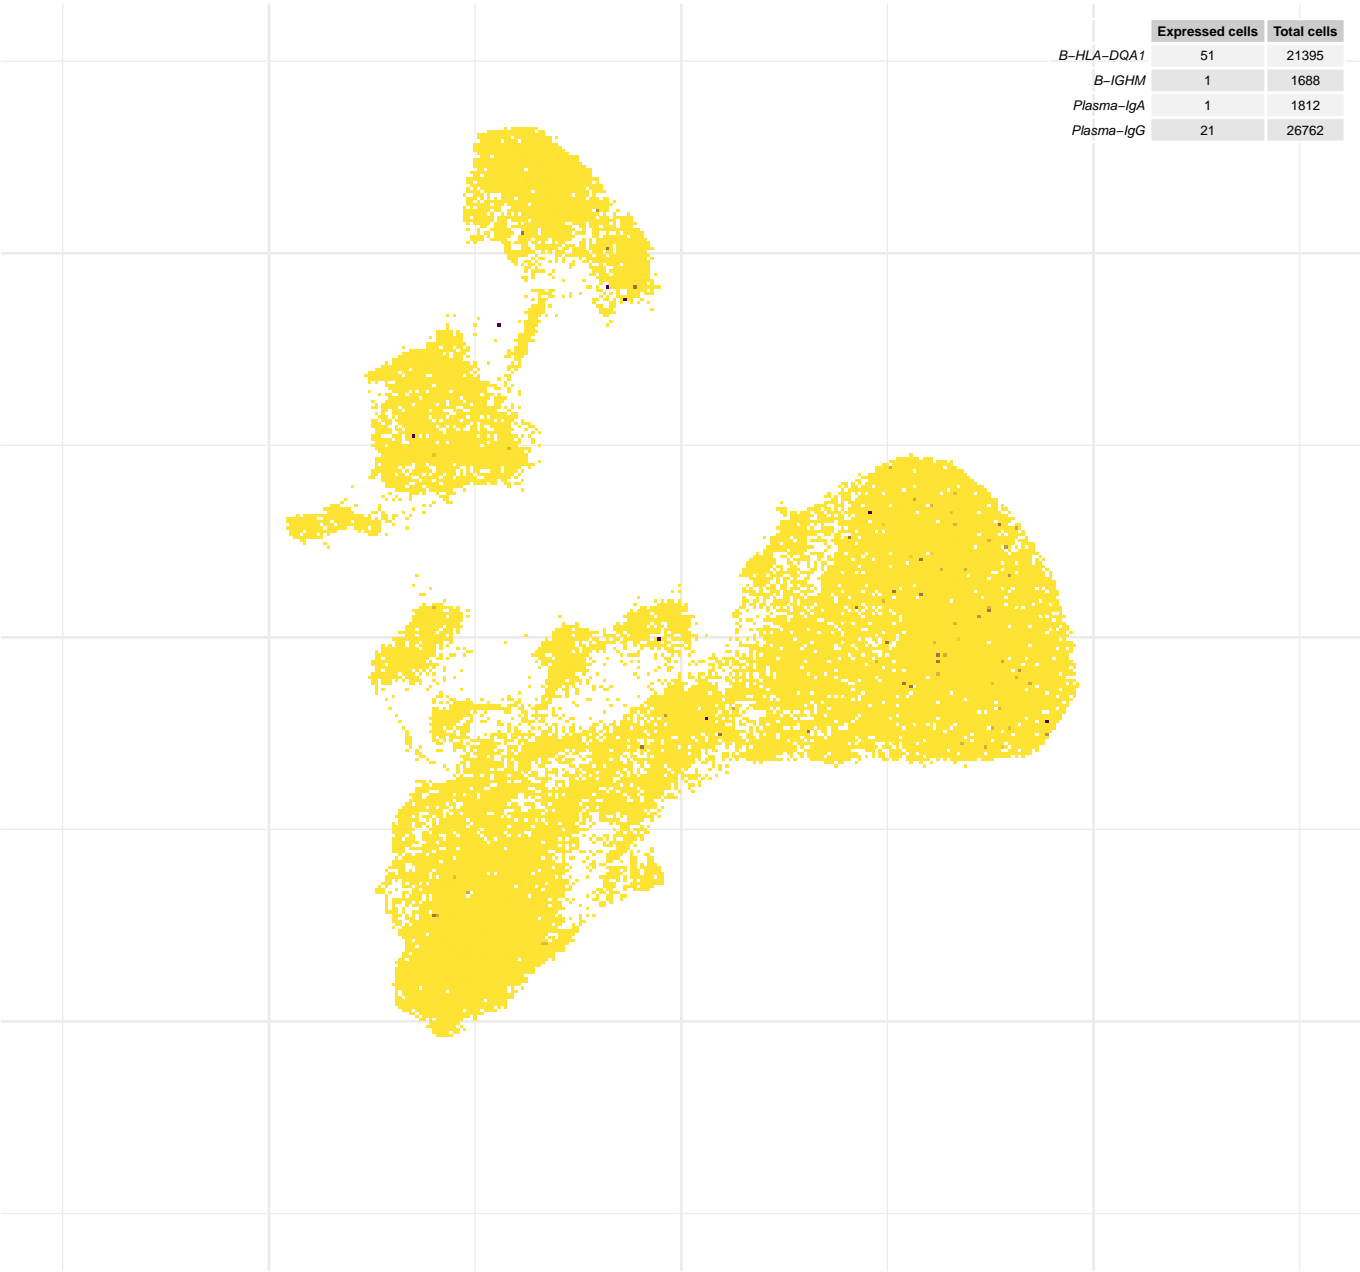 Expressed cells Total cells
B−HLA−DQA1 51 21395
B−IGHM 1 1688
Plasma−IgA 1 1812
Plasma−IgG 21 26762